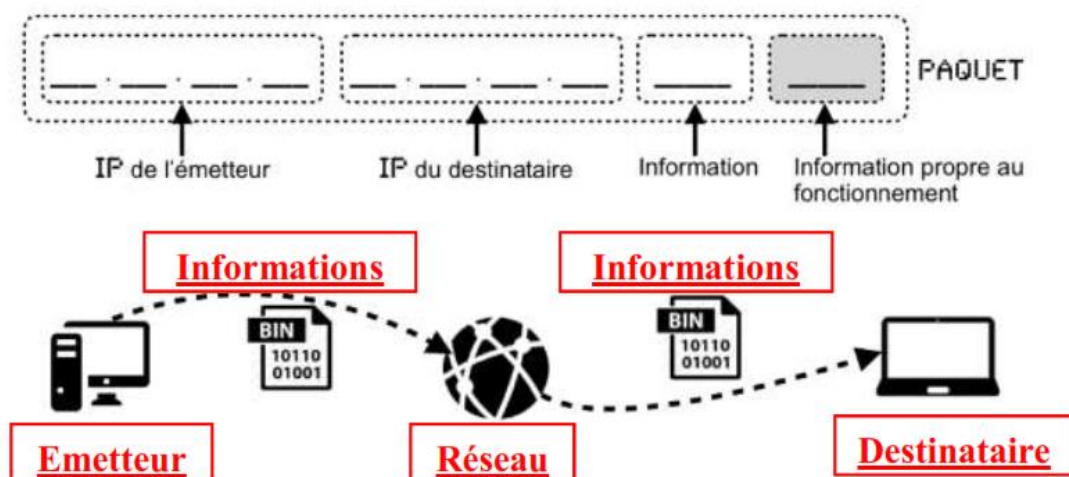 PAQUET
IP de l'émetteur
IP du destinataire
Information
Information propre au
fonctionnement
Informations
Informations
BIN
10110
01001
BIN
10110
01001
Emetteur
Réseau
Destinataire